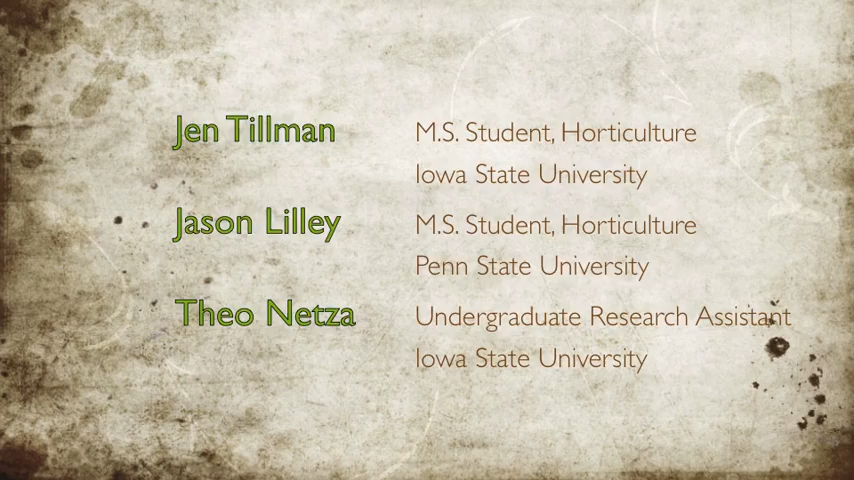 Jen Tillman M.S. Student, Horticulture
Iowa State University
Jason Lilley M.S. Student, Horticulture
Penn State University
Theo Netza Undergraduate Research Assistant
Iowa State University